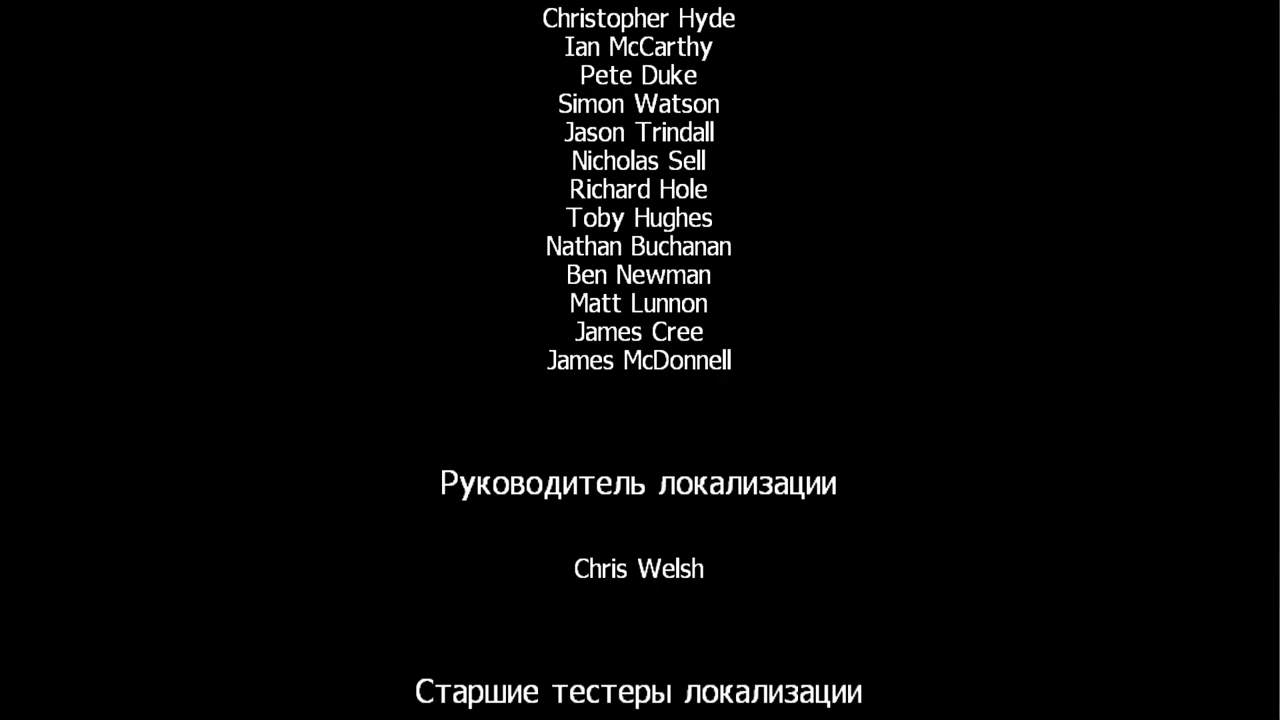 Christopher Hyde
Ian McCarthy
Pete Duke
Simon Watson
Jason Trindall
Nicholas Sell
Richard Hole
Toby Hughes
Nathan Buchanan
Ben Newman
Matt Lunnon
James Cree
James McDonnell
Руководитель локализации
Chris Welsh
Старшие тестеры локализации